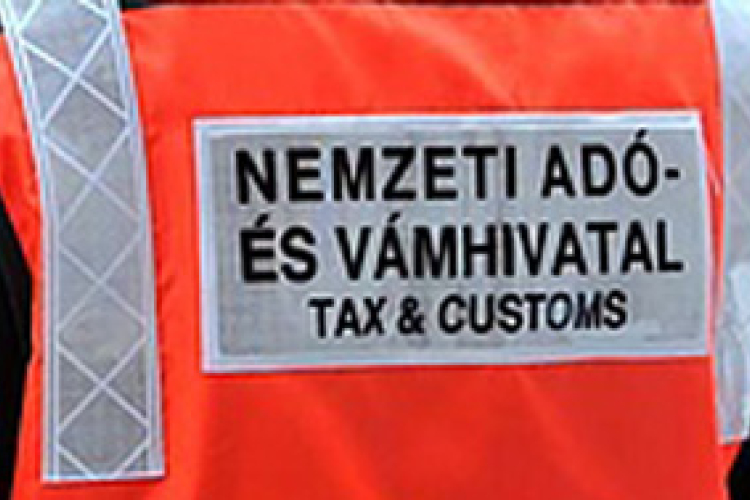 NEMZETI ADÓ-
ÉS VÁMHIVATAL
TAX & CUSTOMS